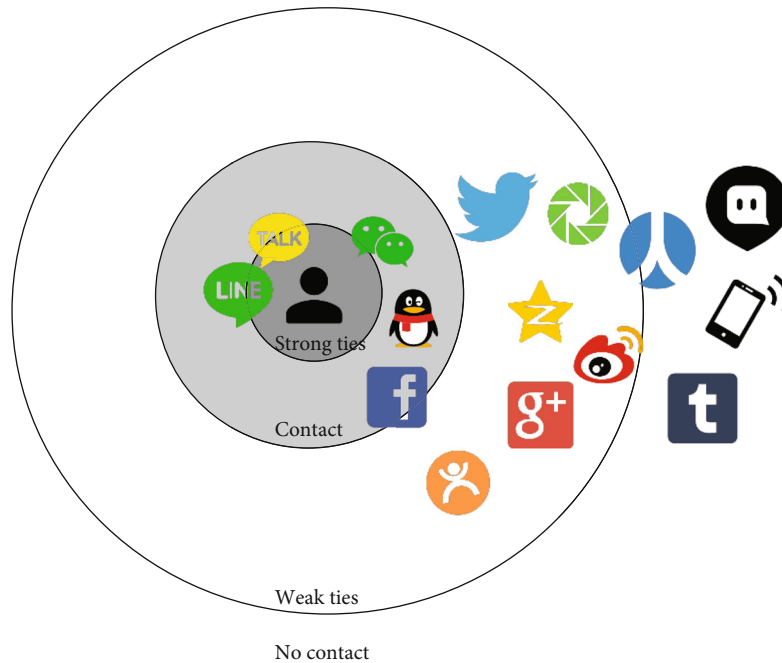 TALK
LINE
Strong ties
f
Z
g+
t
Contact
Weak ties
No contact